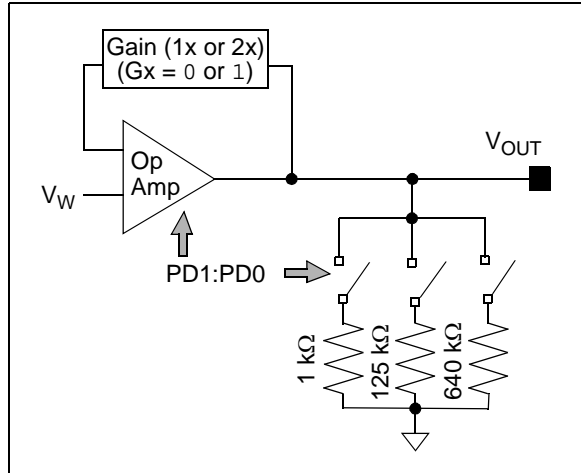 Gain (1x or 2x)
(Gx = 0 or 1)
Op
Amp
VW
VOUT
PD1:PD0
1 kΩ
125 kΩ
640 kΩ